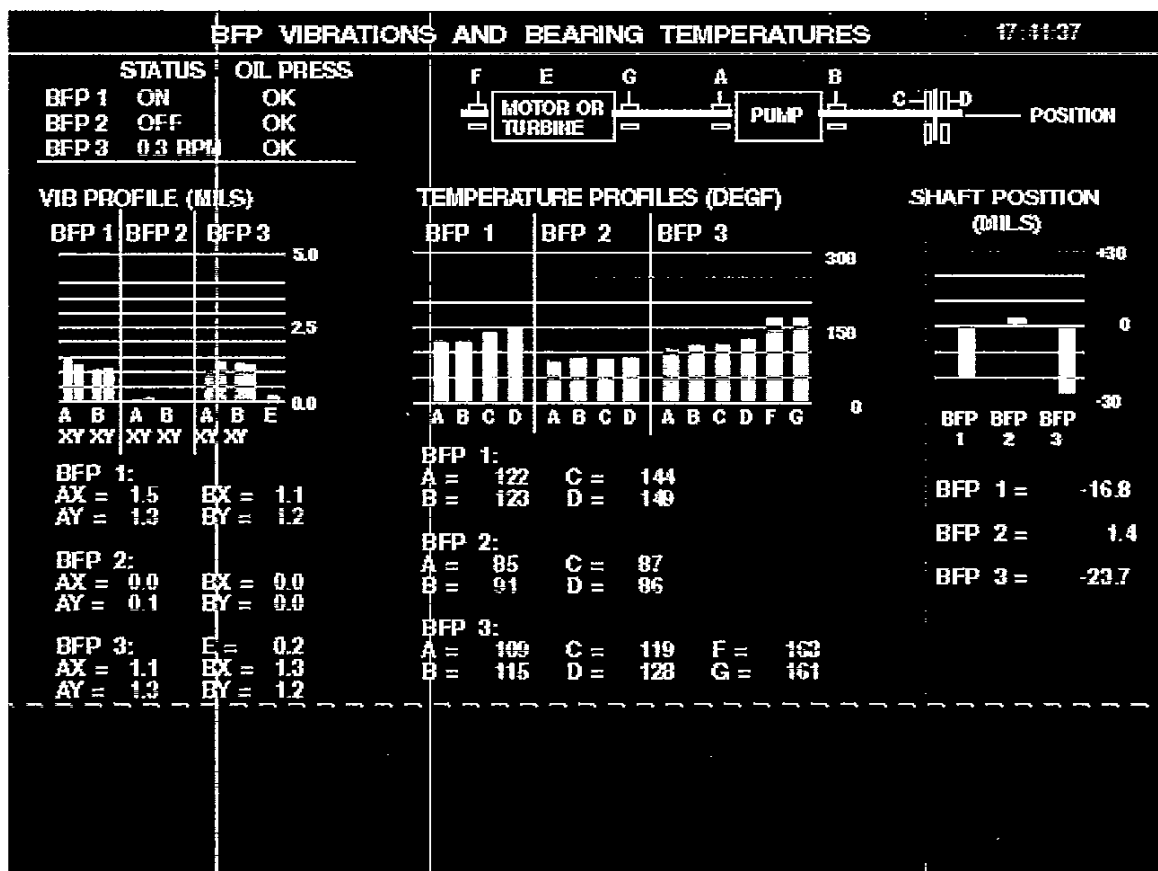 BFP VIBRATIONS AND BEARING TEMPERATURES 17:41:37
STATUS OIL PRESS
BFP 1 ON OK
BFP 2 OFF OK
BFP 3 0.3 RPM OK
F E G A B
C D
MOTOR OR
TURBINE
PUMP
POSITION
VIB PROFILE (MILS)
BFP 1 BFP 2 BFP 3
5.0
2.5
0.0
A B A B A B E
XY XY XY XY XY XY
BFP 1:
AX = 1.5 BX = 1.1
AY = 1.3 BY = 1.2
BFP 2:
AX = 0.0 BX = 0.0
AY = 0.1 BY = 0.0
BFP 3: E = 0.2
AX = 1.1 BX = 1.3
AY = 1.3 BY = 1.2
TEMPERATURE PROFILES (DEGF)
BFP 1 BFP 2 BFP 3
300
150
0
A B C D A B C D A B C D F G
BFP 1:
A = 122 C = 144
B = 123 D = 149
BFP 2:
A = 85 C = 87
B = 91 D = 86
BFP 3:
A = 109 C = 119 F = 163
B = 115 D = 128 G = 161
SHAFT POSITION
(MILS)
+30
0
-30
BFP BFP BFP
1 2 3
BFP 1 = -16.8
BFP 2 = 1.4
BFP 3 = -23.7